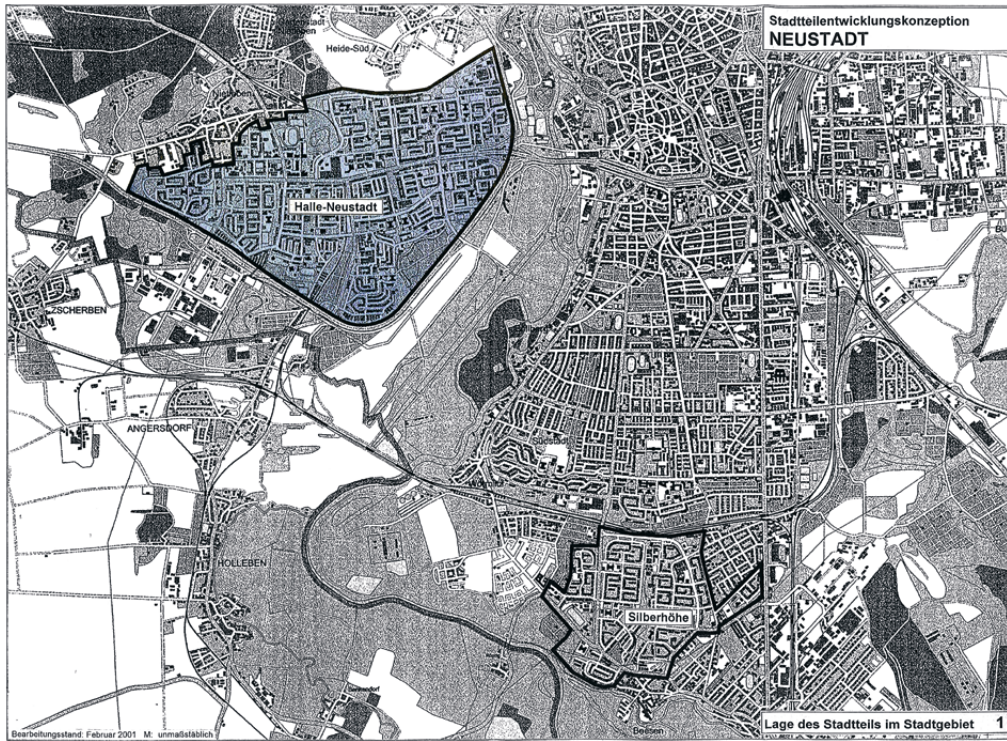 Stadtteilentwicklungskonzeption
NEUSTADT
Heide-Süd
Nietleben
Halle-Neustadt
ZSCHERBEN
ANGERSDORF
Südstadt
HOLLEBEN
Silberhöhe
Beesen
Bearbeitungsstand: Februar 2001 M: unmaßstäblich
Lage des Stadtteils im Stadtgebiet 1